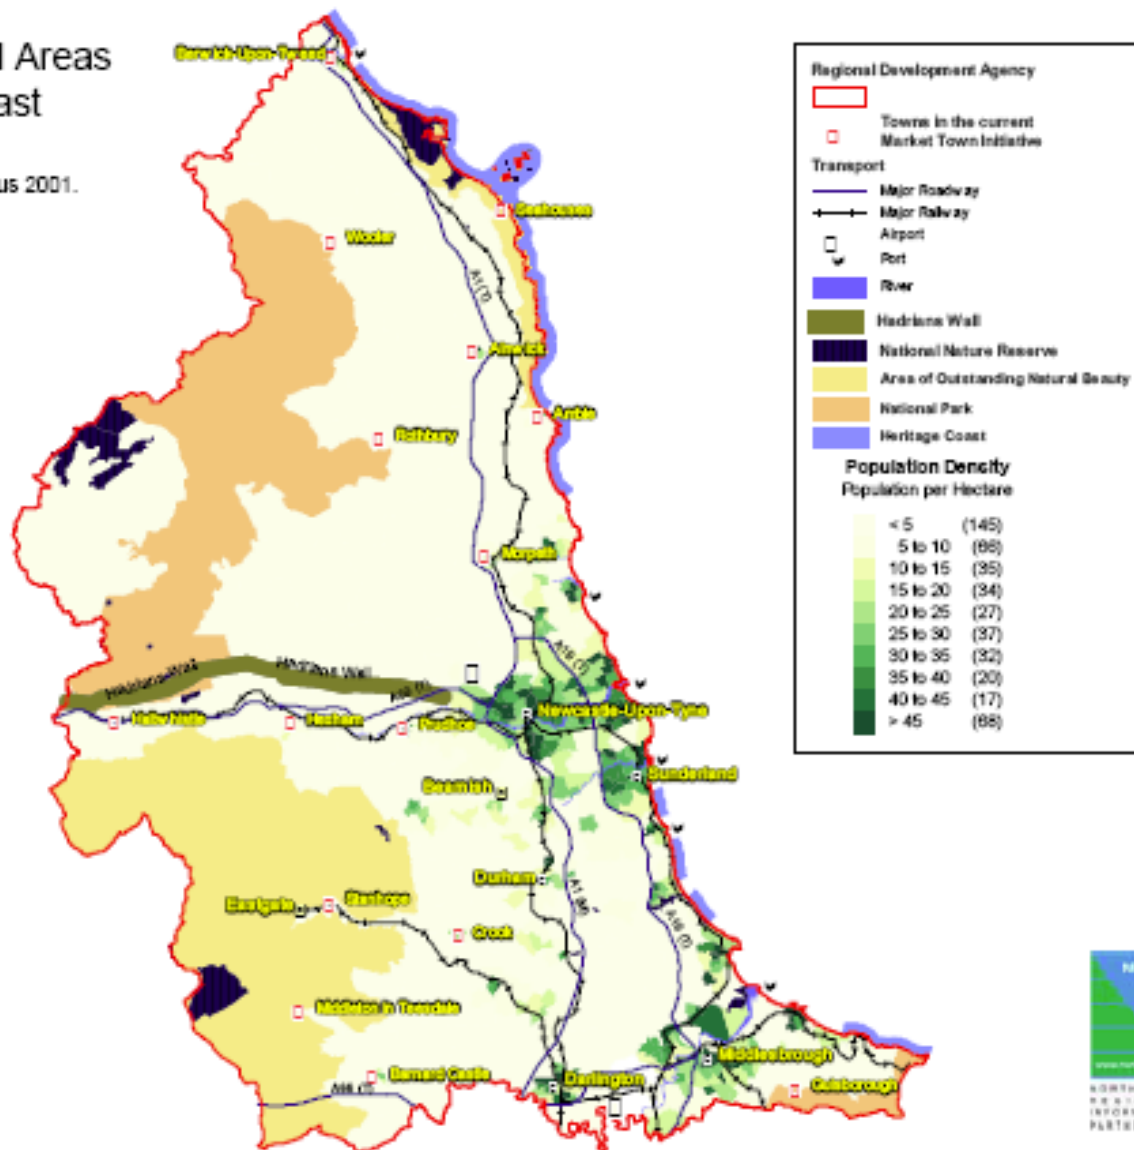 l Areas
ast
us 2001.
Berwick-Upon-Tweed
Seahouses
Wooler
A1 (T)
Alnwick
Amble
Rothbury
Morpeth
A19 (T)
Hadrians Wall
Hadrians Wall
A69 (T)
Haltwhistle
Hexham
Prudhoe
Newcastle-Upon-Tyne
Sunderland
Beamish
Durham
A1 (M)
Eastgate
Stanhope
Crook
A19 (T)
Middleton in Teesdale
Barnard Castle
A66 (T)
Darlington
Middlesbrough
Guisborough
Regional Development Agency
Towns in the current
Market Town Initiative
Transport
Major Roadway
Major Railway
Airport
Port
River
Hadrians Wall
National Nature Reserve
Area of Outstanding Natural Beauty
National Park
Heritage Coast
Population Density
Population per Hectare
< 5 (145)
5 to 10 (66)
10 to 15 (35)
15 to 20 (34)
20 to 25 (27)
25 to 30 (37)
30 to 35 (32)
35 to 40 (20)
40 to 45 (17)
> 45 (68)